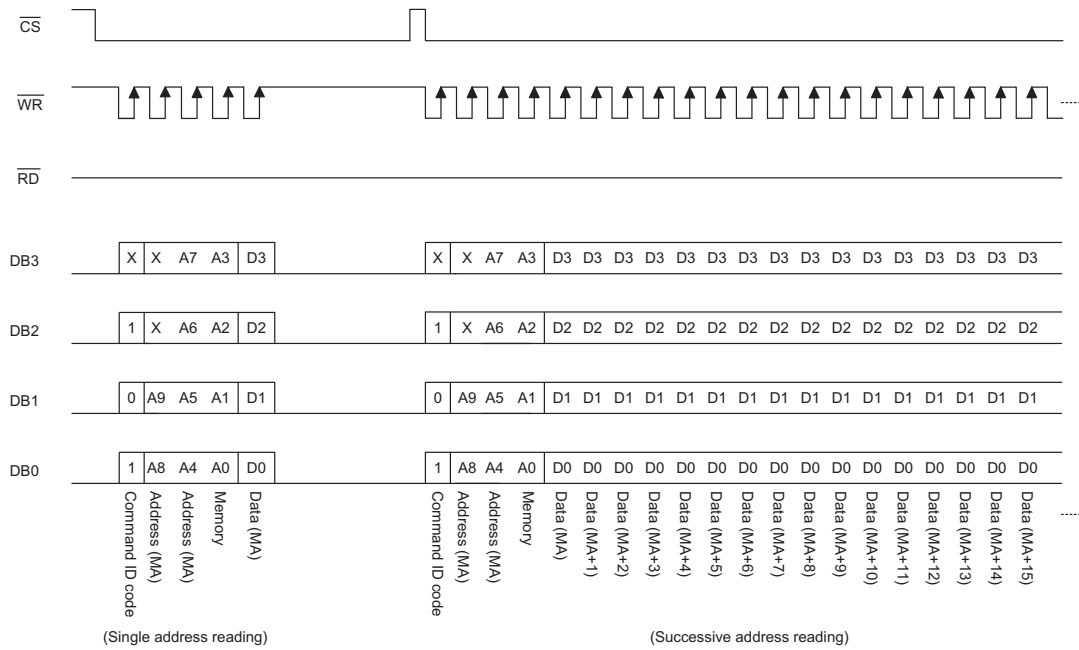 CS
WR
RD
DB3 X X A7 A3 D3 X X A7 A3 D3 D3 D3 D3 D3 D3 D3 D3 D3 D3 D3 D3 D3 D3 D3 D3
DB2 1 X A6 A2 D2 1 X A6 A2 D2 D2 D2 D2 D2 D2 D2 D2 D2 D2 D2 D2 D2 D2 D2 D2
DB1 0 A9 A5 A1 D1 0 A9 A5 A1 D1 D1 D1 D1 D1 D1 D1 D1 D1 D1 D1 D1 D1 D1 D1 D1
DB0 1 A8 A4 A0 D0 1 A8 A4 A0 D0 D0 D0 D0 D0 D0 D0 D0 D0 D0 D0 D0 D0 D0 D0 D0
Command ID code
Address (MA)
Address (MA)
Memory
Data (MA)
Command ID code
Address (MA)
Address (MA)
Memory
Data (MA)
Data (MA+1)
Data (MA+2)
Data (MA+3)
Data (MA+4)
Data (MA+5)
Data (MA+6)
Data (MA+7)
Data (MA+8)
Data (MA+9)
Data (MA+10)
Data (MA+11)
Data (MA+12)
Data (MA+13)
Data (MA+14)
Data (MA+15)
(Single address reading)
(Successive address reading)